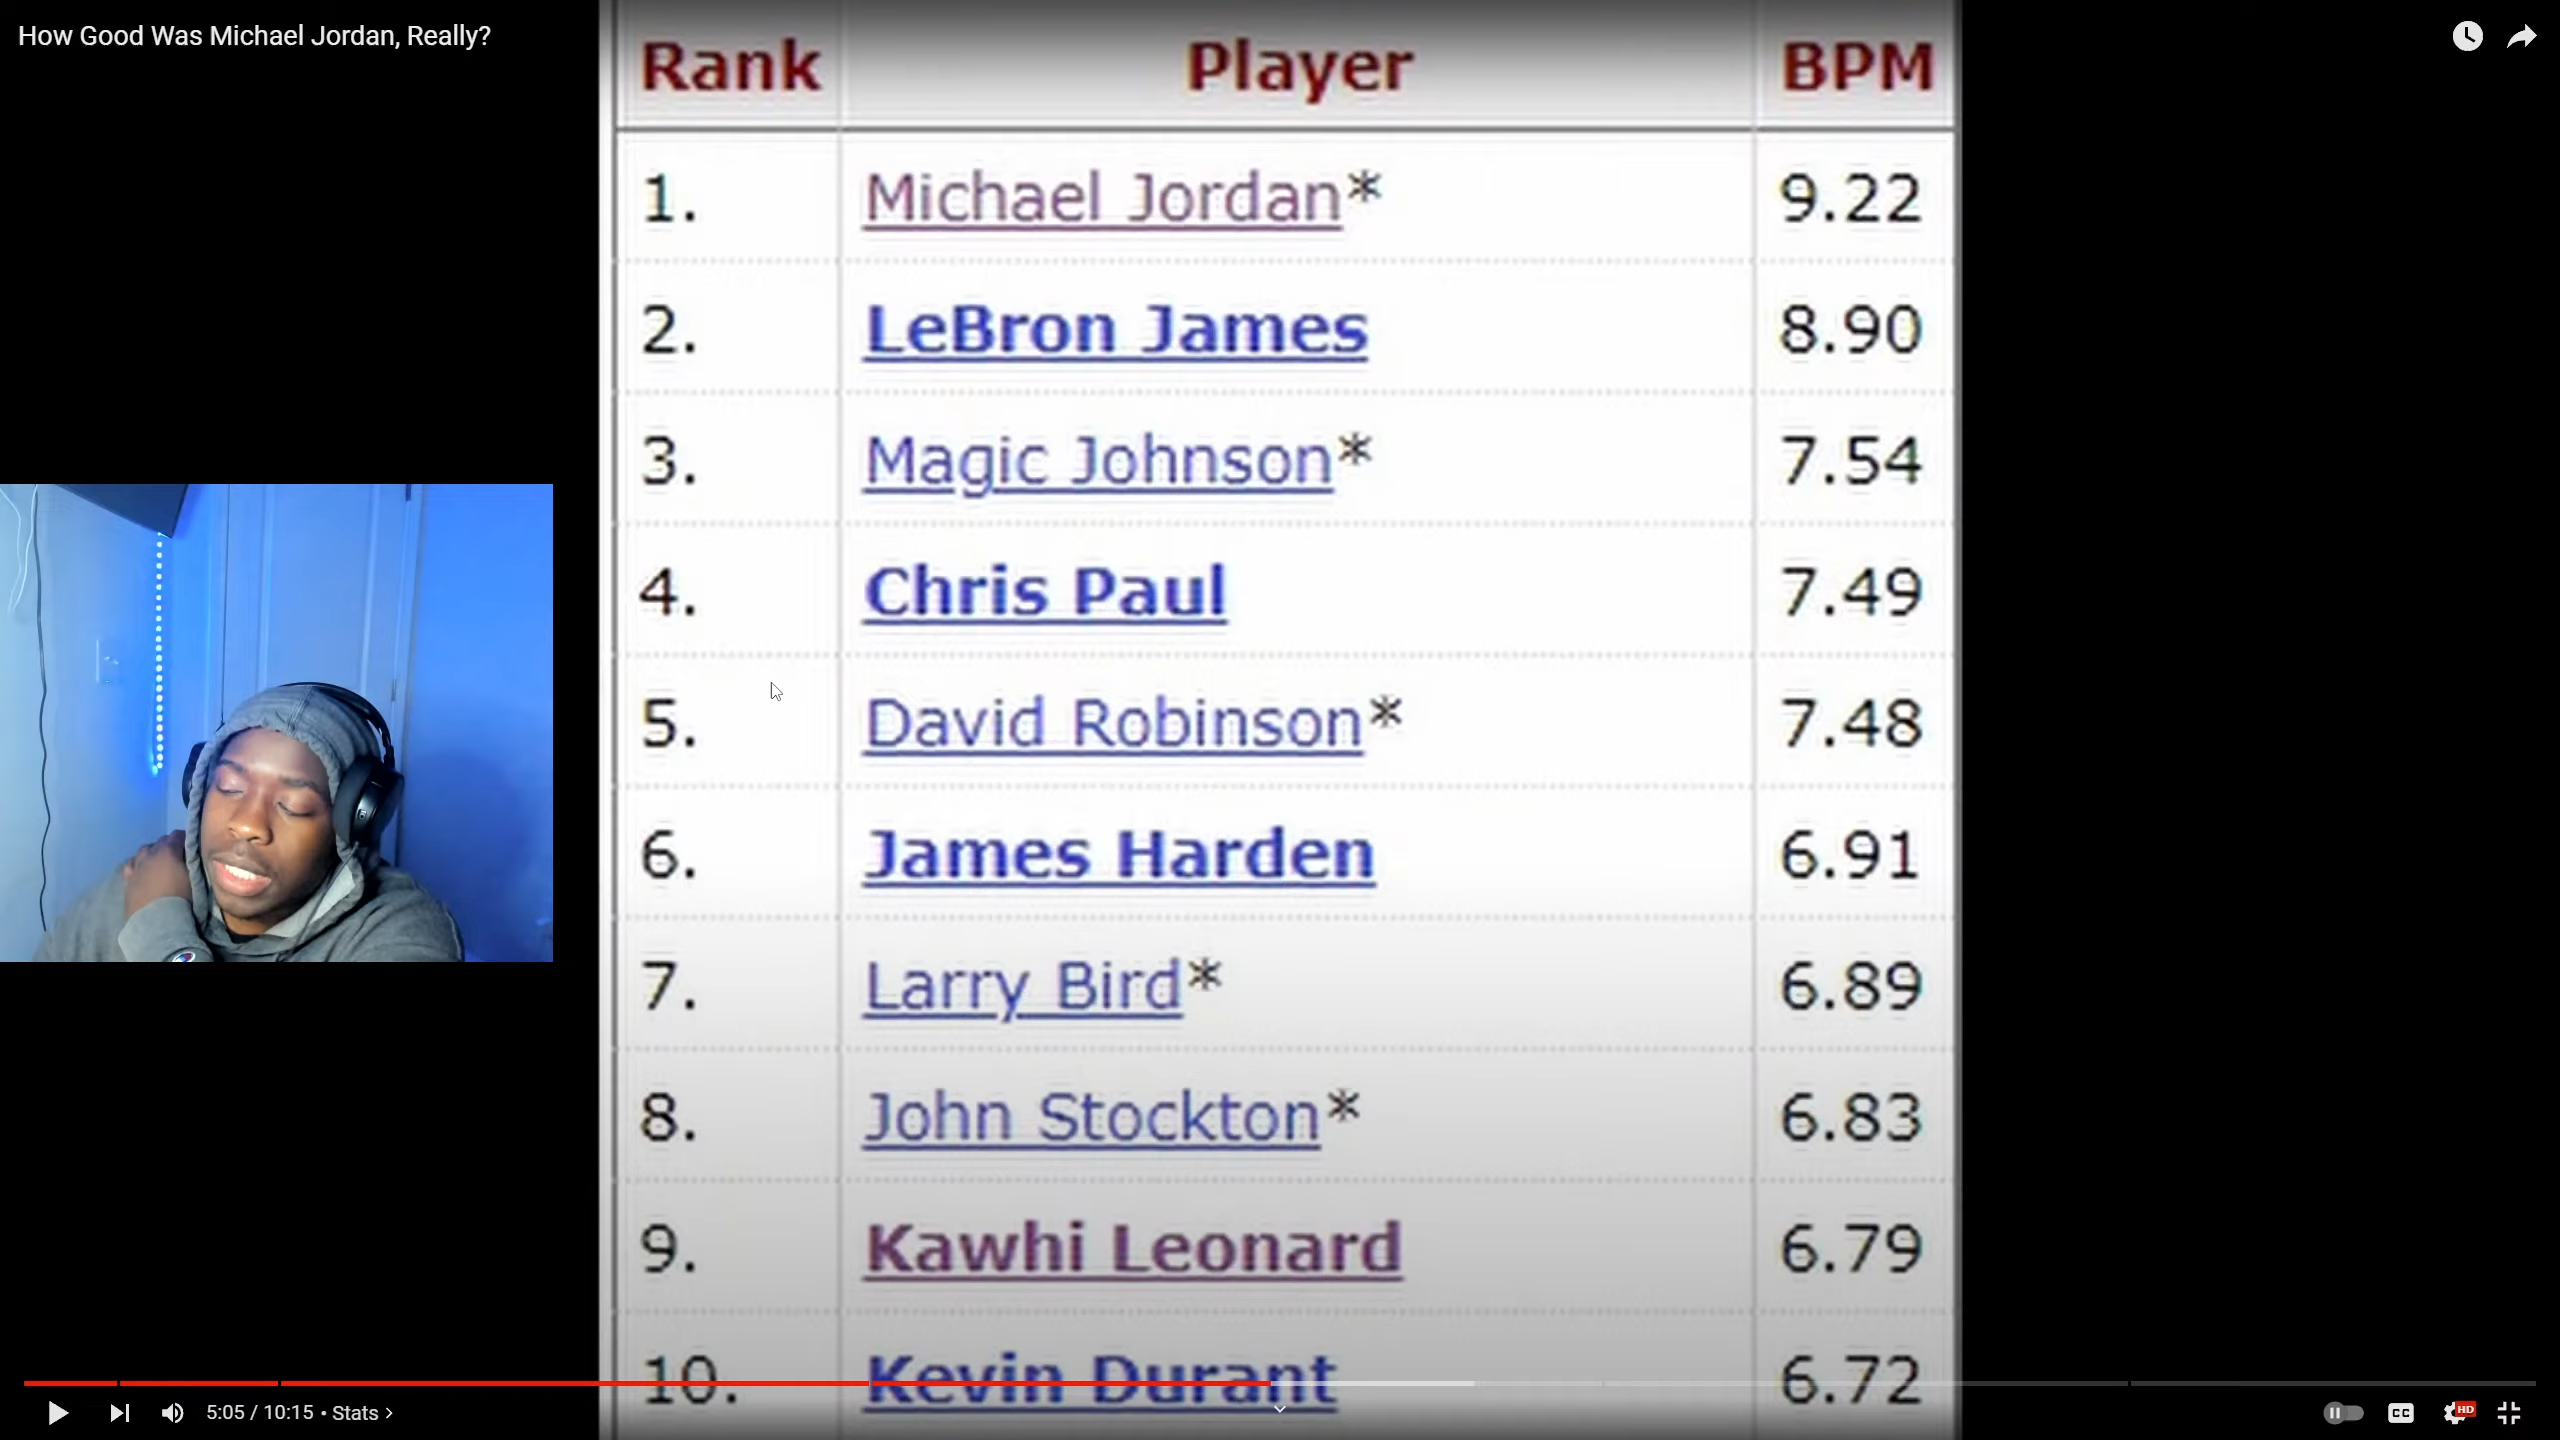 How Good Was Michael Jordan, Really?
Rank Player BPM
1. Michael Jordan* 9.22
2. LeBron James 8.90
3. Magic Johnson* 7.54
4. Chris Paul 7.49
5. David Robinson* 7.48
6. James Harden 6.91
7. Larry Bird* 6.89
8. John Stockton* 6.83
9. Kawhi Leonard 6.79
10. Kevin Durant 6.72
5:05 / 10:15 • Stats >
CC
HD